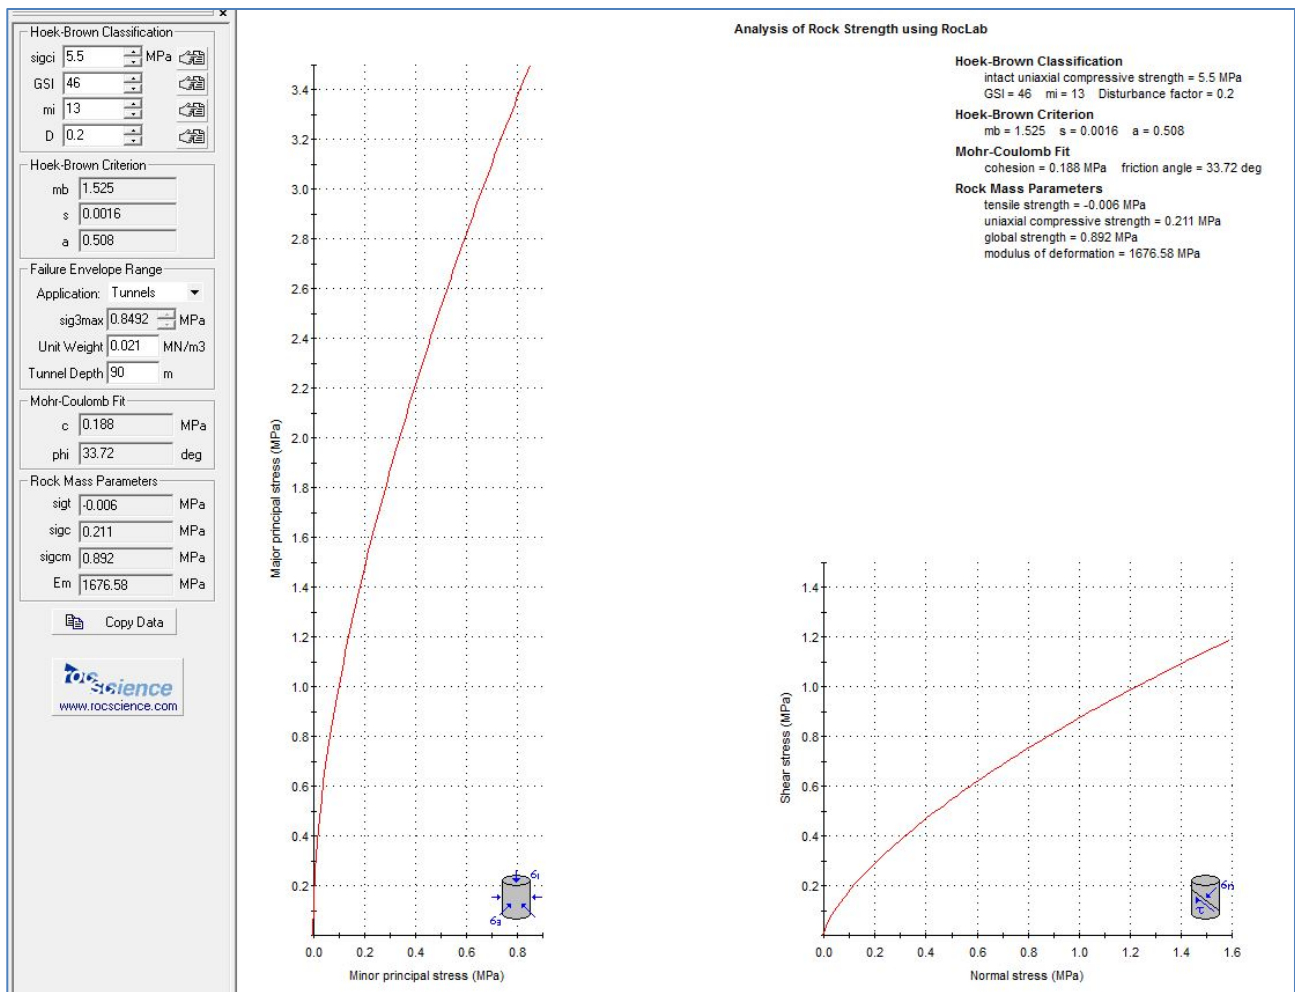 x
Hoek-Brown Classification
sigci 5.5 MPa
GSI 46
mi 13
D 0.2
Hoek-Brown Criterion
mb 1.525
s 0.0016
a 0.508
Failure Envelope Range
Application: Tunnels
sig3max 0.8492 MPa
Unit Weight 0.021 MN/m3
Tunnel Depth 90 m
Mohr-Coulomb Fit
c 0.188 MPa
phi 33.72 deg
Rock Mass Parameters
sigt -0.006 MPa
sigc 0.211 MPa
sigcm 0.892 MPa
Em 1676.58 MPa
Copy Data
rocscience
www.rocscience.com
Analysis of Rock Strength using RocLab
Hoek-Brown Classification
intact uniaxial compressive strength = 5.5 MPa
GSI = 46 mi = 13 Disturbance factor = 0.2
Hoek-Brown Criterion
mb = 1.525 s = 0.0016 a = 0.508
Mohr-Coulomb Fit
cohesion = 0.188 MPa friction angle = 33.72 deg
Rock Mass Parameters
tensile strength = -0.006 MPa
uniaxial compressive strength = 0.211 MPa
global strength = 0.892 MPa
modulus of deformation = 1676.58 MPa
Major principal stress (MPa)
3.4
3.2
3.0
2.8
2.6
2.4
2.2
2.0
1.8
1.6
1.4
1.2
1.0
0.8
0.6
0.4
0.2
0.0 0.2 0.4 0.6 0.8
Minor principal stress (MPa)
σ1
σ3
Shear stress (MPa)
1.4
1.2
1.0
0.8
0.6
0.4
0.2
0.0 0.2 0.4 0.6 0.8 1.0 1.2 1.4 1.6
Normal stress (MPa)
σn
τ